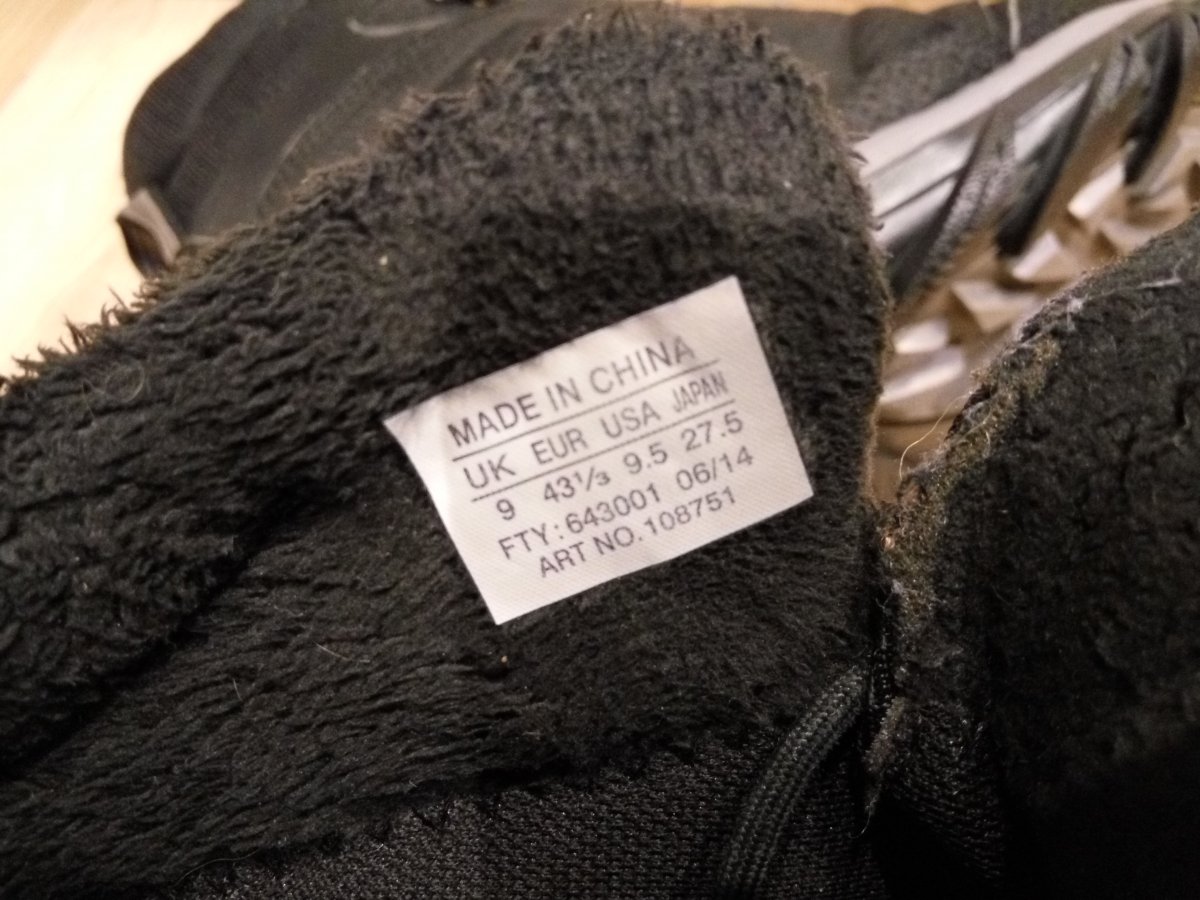 MADE IN CHINA
UK EUR USA JAPAN
9 43⅓ 9.5 27.5
FTY: 643001 06/14
ART NO. 108751